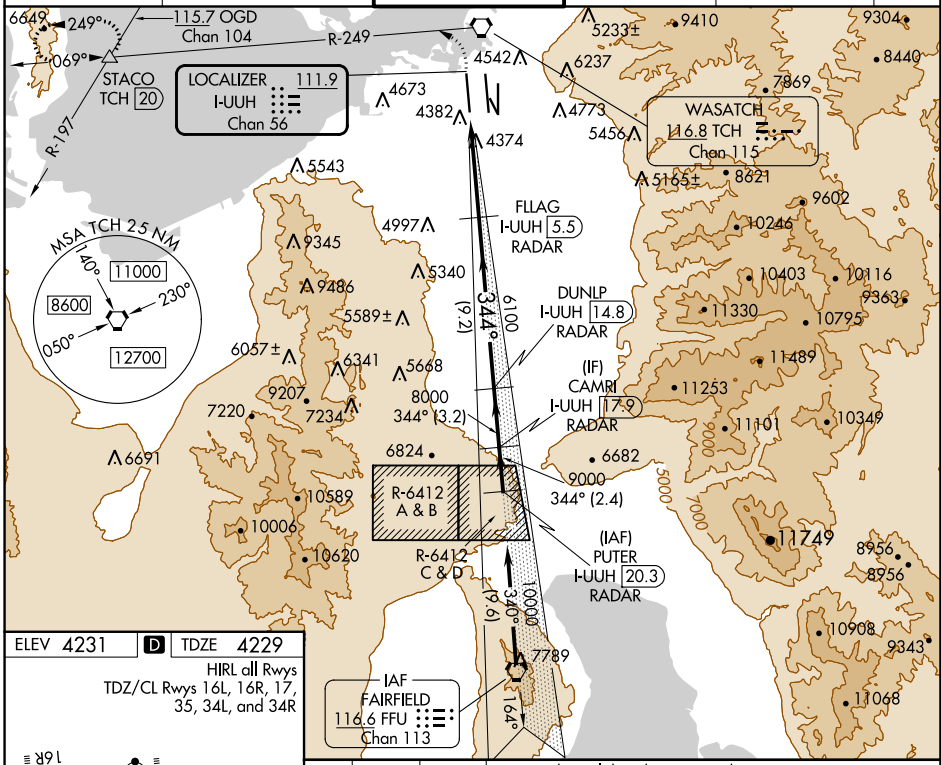 6649
249°
069°
115.7 OGD
Chan 104
R-249
STACO
TCH 20
R-197
LOCALIZER 111.9
I-UUH
Chan 56
4542
5233±
9410
9304
8440
6237
7869
4673
4382
4374
4773
5456
WASATCH
116.8 TCH
Chan 115
5165±
8621
5543
9602
FLLAG
I-UUH 5.5
RADAR
4997
10246
MSA TCH 25 NM
140°
11000
8600
230°
050°
12700
9345
9486
5340
344°
(9.2)
6100
10403
10116
9363
DUNLP
I-UUH 14.8
RADAR
11330
10795
5589±
6057±
6341
5668
11489
(IF)
CAMRI
I-UUH 17.9
RADAR
11253
9207
7234
7220
8000
344° (3.2)
11101
9000
10349
6691
6824
6682
5000
7000
9000
344° (2.4)
R-6412
A & B
10589
10006
10620
R-6412
C & D
(IAF)
PUTER
I-UUH 20.3
RADAR
11749
8956
8956
340°
(9.6)
10000
10908
9343
ELEV 4231 D TDZE 4229
HIRL all Rwys
TDZ/CL Rwys 16L, 16R, 17,
35, 34L, and 34R
16R
7789
IAF
FAIRFIELD
116.6 FFU
Chan 113
164°
11068